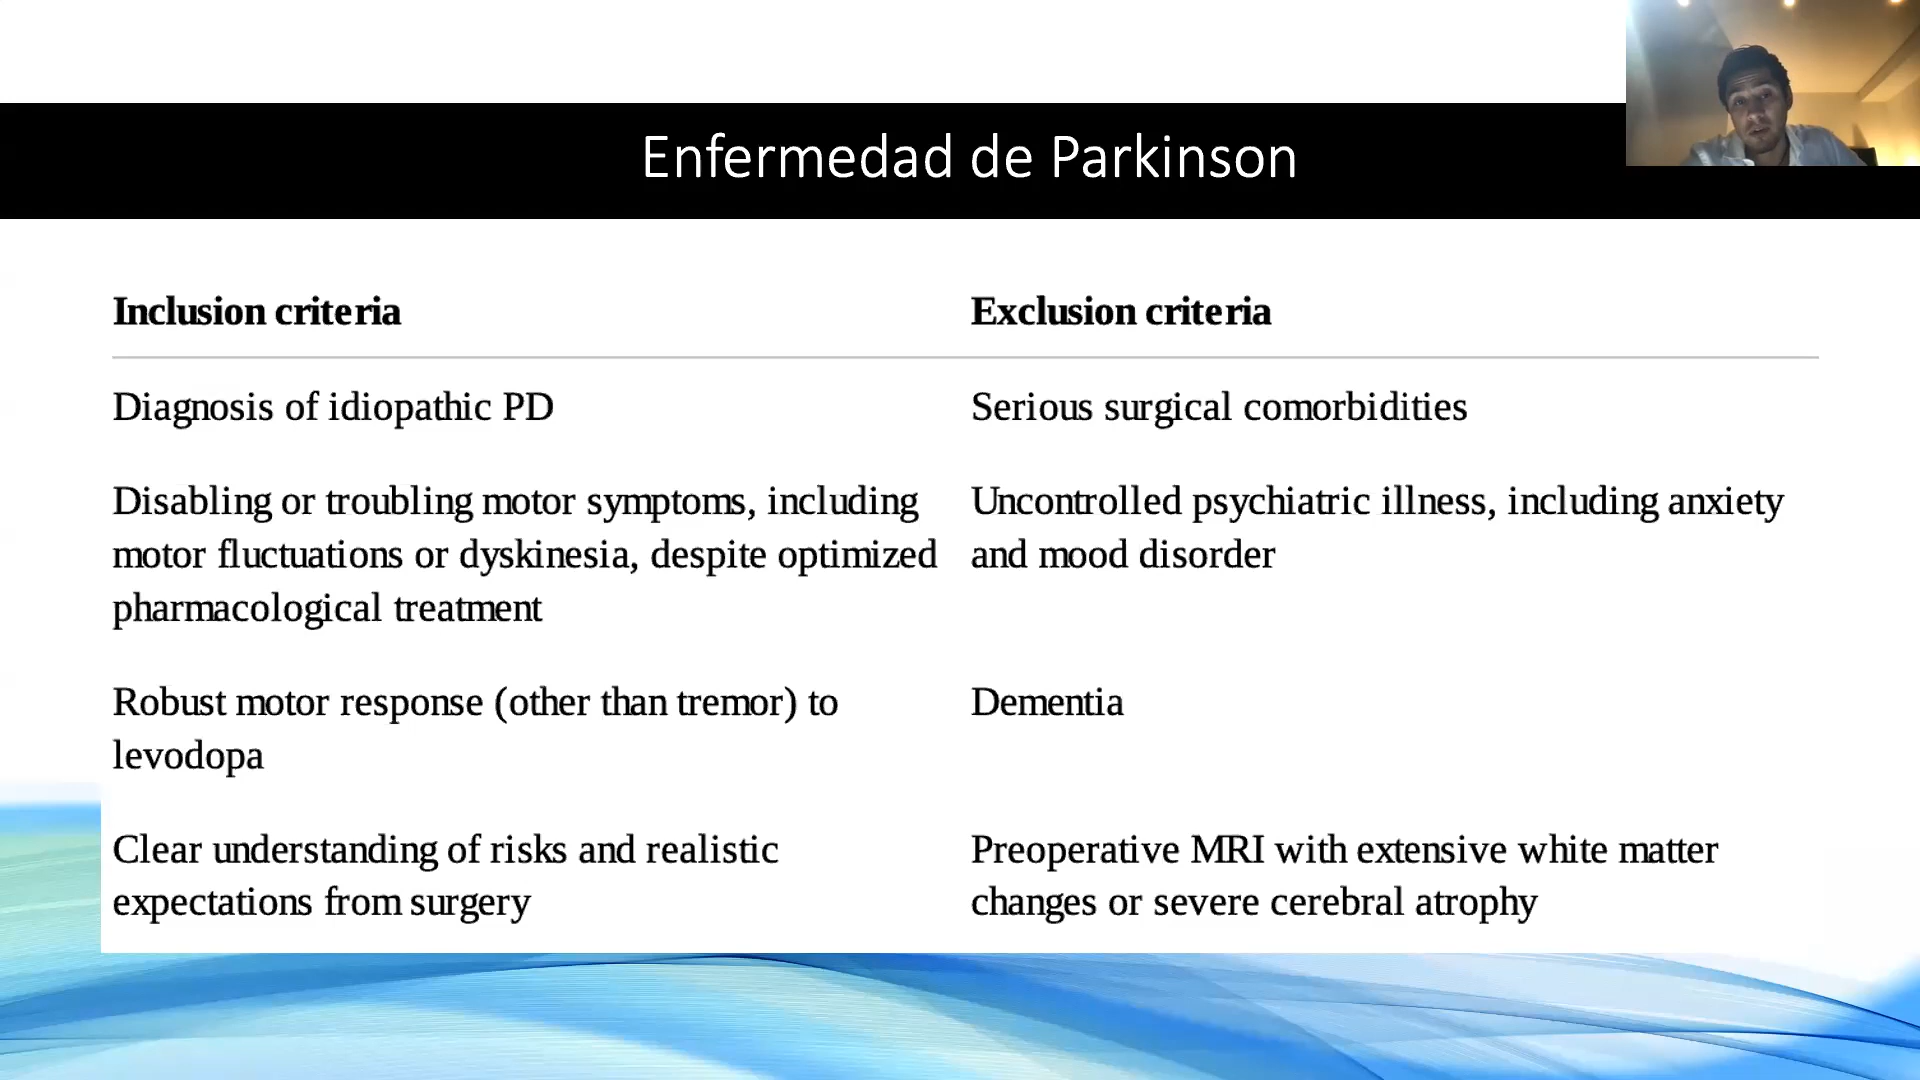 Enfermedad de Parkinson
Inclusion criteria
Exclusion criteria
Diagnosis of idiopathic PD
Serious surgical comorbidities
Disabling or troubling motor symptoms, including
motor fluctuations or dyskinesia, despite optimized
pharmacological treatment
Uncontrolled psychiatric illness, including anxiety
and mood disorder
Robust motor response (other than tremor) to
levodopa
Dementia
Clear understanding of risks and realistic
expectations from surgery
Preoperative MRI with extensive white matter
changes or severe cerebral atrophy